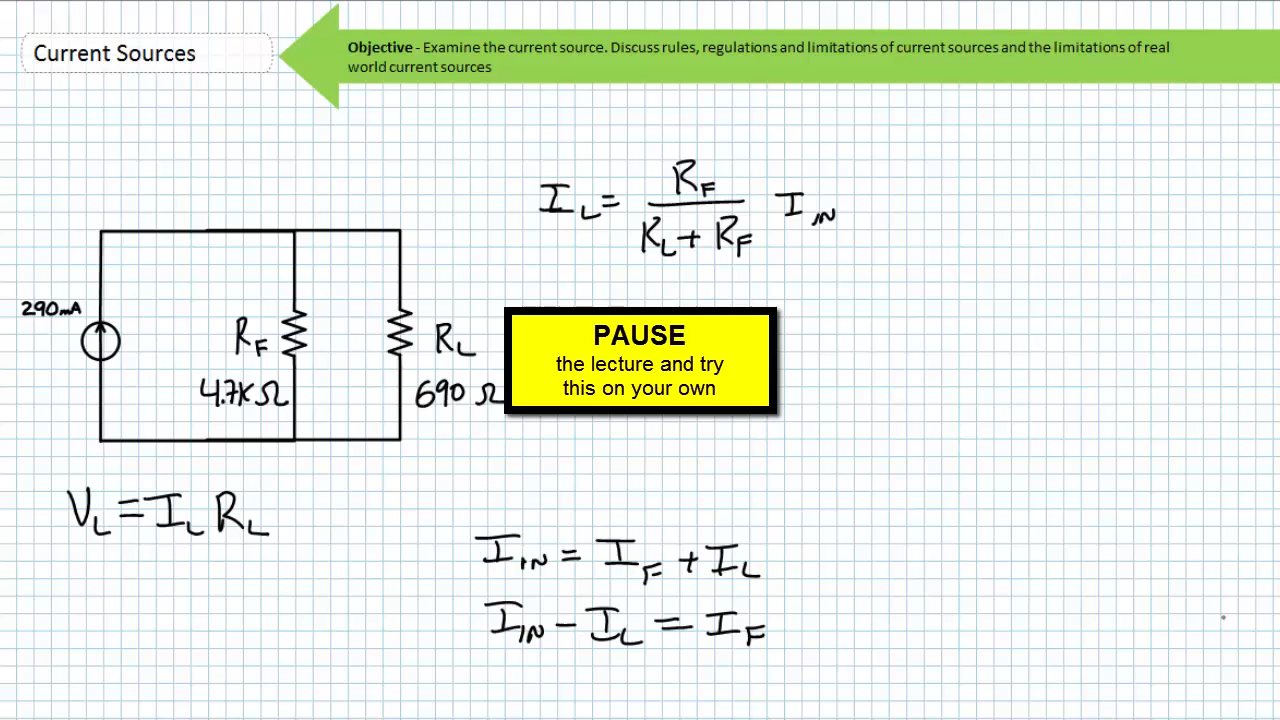 Current Sources
Objective - Examine the current source. Discuss rules, regulations and limitations of current sources and the limitations of real
world current sources
I_L = R_F / (R_L + R_F) I_IN
290mA
R_F
4.7K Ω
R_L
690 Ω
PAUSE
the lecture and try
this on your own
V_L = I_L R_L
I_IN = I_F + I_L
I_IN - I_L = I_F